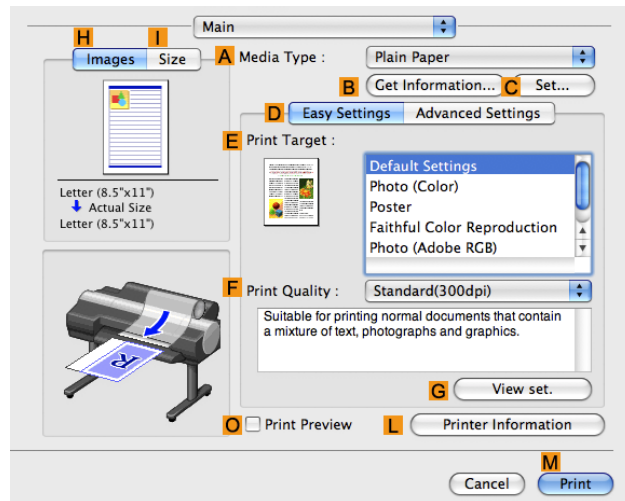 Main
H
I
Images
Size
A
Media Type :
Plain Paper
B
Get Information...
C
Set...
D
Easy Settings
Advanced Settings
E
Print Target :
Default Settings
Photo (Color)
Poster
Faithful Color Reproduction
Photo (Adobe RGB)
Letter (8.5"x11")
Actual Size
Letter (8.5"x11")
F
Print Quality :
Standard(300dpi)
Suitable for printing normal documents that contain
a mixture of text, photographs and graphics.
R
G
View set.
O
Print Preview
L
Printer Information
M
Cancel
Print